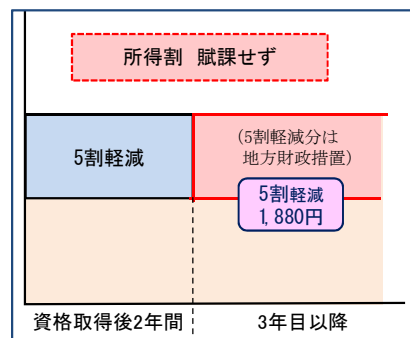 所得割 賦課せず
5割軽減
(5割軽減分は
地方財政措置)
5割軽減
1,880円
資格取得後2年間
3年目以降